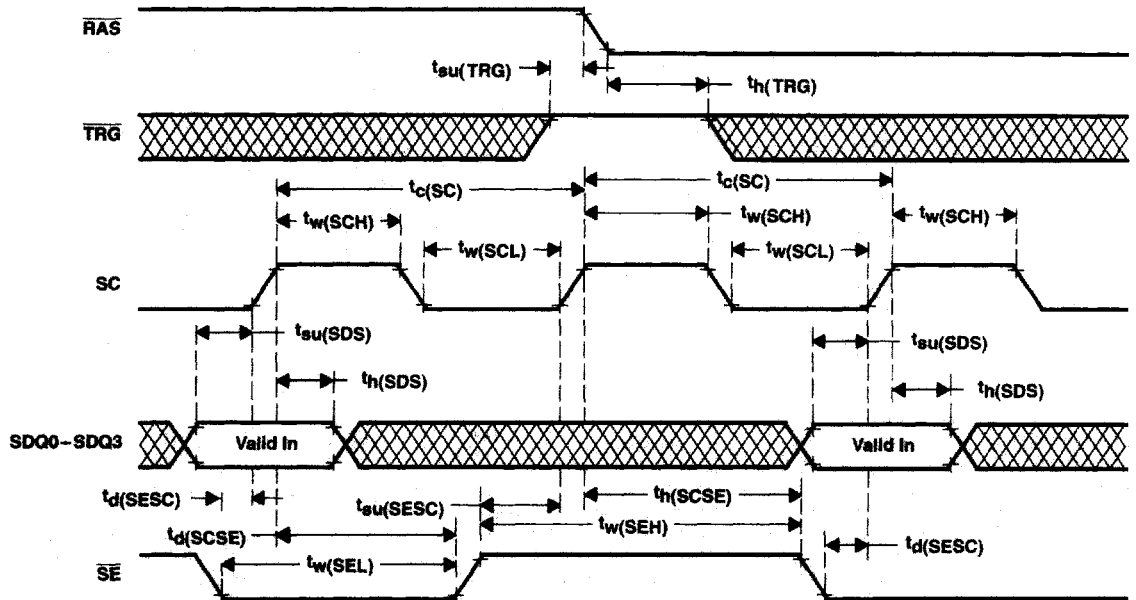 RAS
tsu(TRG)
th(TRG)
TRG
tc(SC)
tc(SC)
tw(SCH)
tw(SCH)
tw(SCH)
tw(SCL)
tw(SCL)
SC
tsu(SDS)
tsu(SDS)
th(SDS)
th(SDS)
SDQ0–SDQ3
Valid In
Valid In
td(SESC)
tsu(SESC)
th(SCSE)
tw(SEH)
td(SCSE)
td(SESC)
tw(SEL)
SE